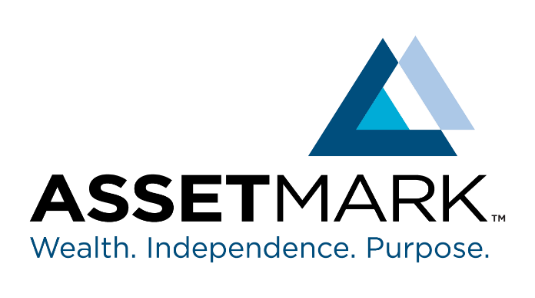 ASSETMARK™
Wealth. Independence. Purpose.